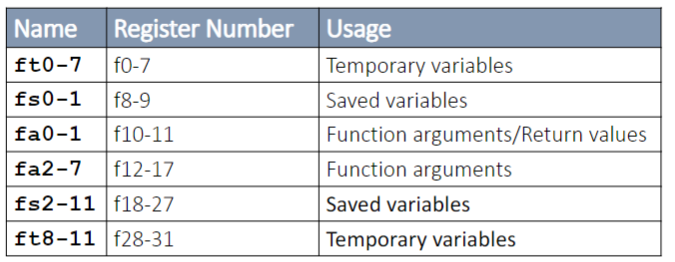 Name Register Number Usage
ft0-7 f0-7 Temporary variables
fs0-1 f8-9 Saved variables
fa0-1 f10-11 Function arguments/Return values
fa2-7 f12-17 Function arguments
fs2-11 f18-27 Saved variables
ft8-11 f28-31 Temporary variables